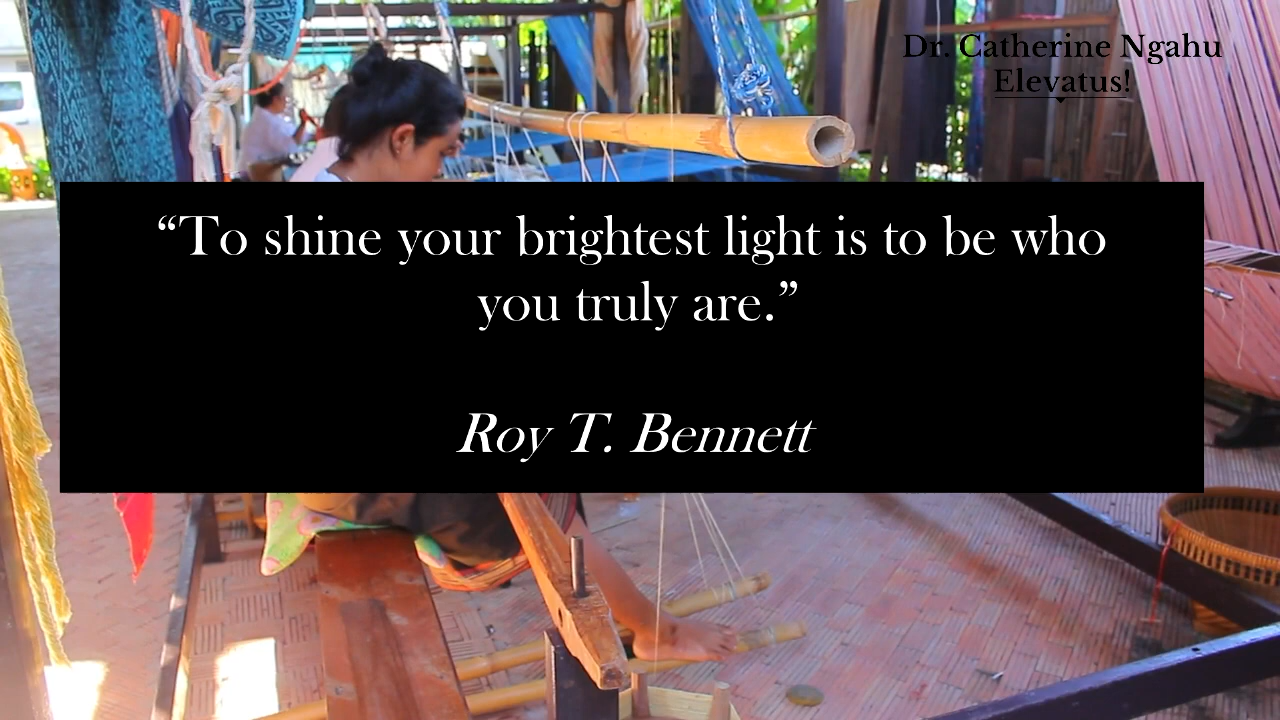 Dr. Catherine Ngahu
Elevatus!
“To shine your brightest light is to be who
you truly are.”
Roy T. Bennett